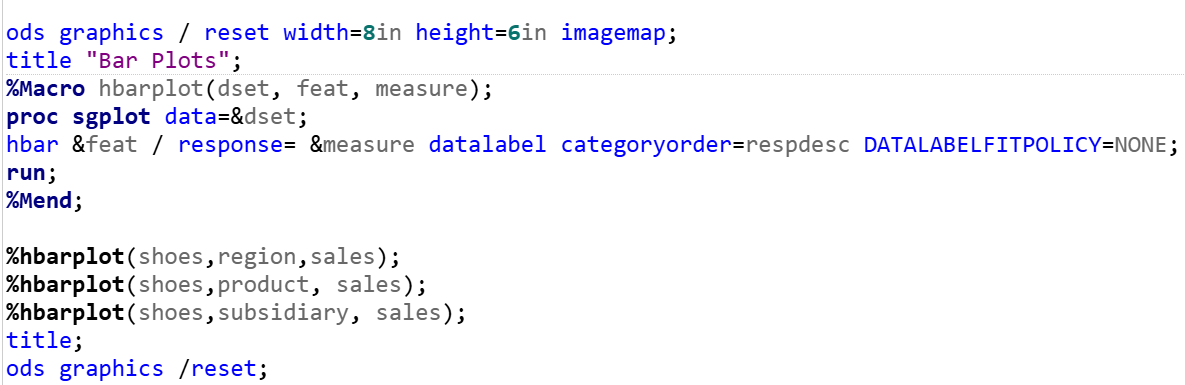 ods graphics / reset width=8in height=6in imagemap;
title "Bar Plots";
%Macro hbarplot(dset, feat, measure);
proc sgplot data=&dset;
hbar &feat / response= &measure datalabel categoryorder=respdesc DATALABELFITPOLICY=NONE;
run;
%Mend;
%hbarplot(shoes,region,sales);
%hbarplot(shoes,product, sales);
%hbarplot(shoes,subsidiary, sales);
title;
ods graphics /reset;